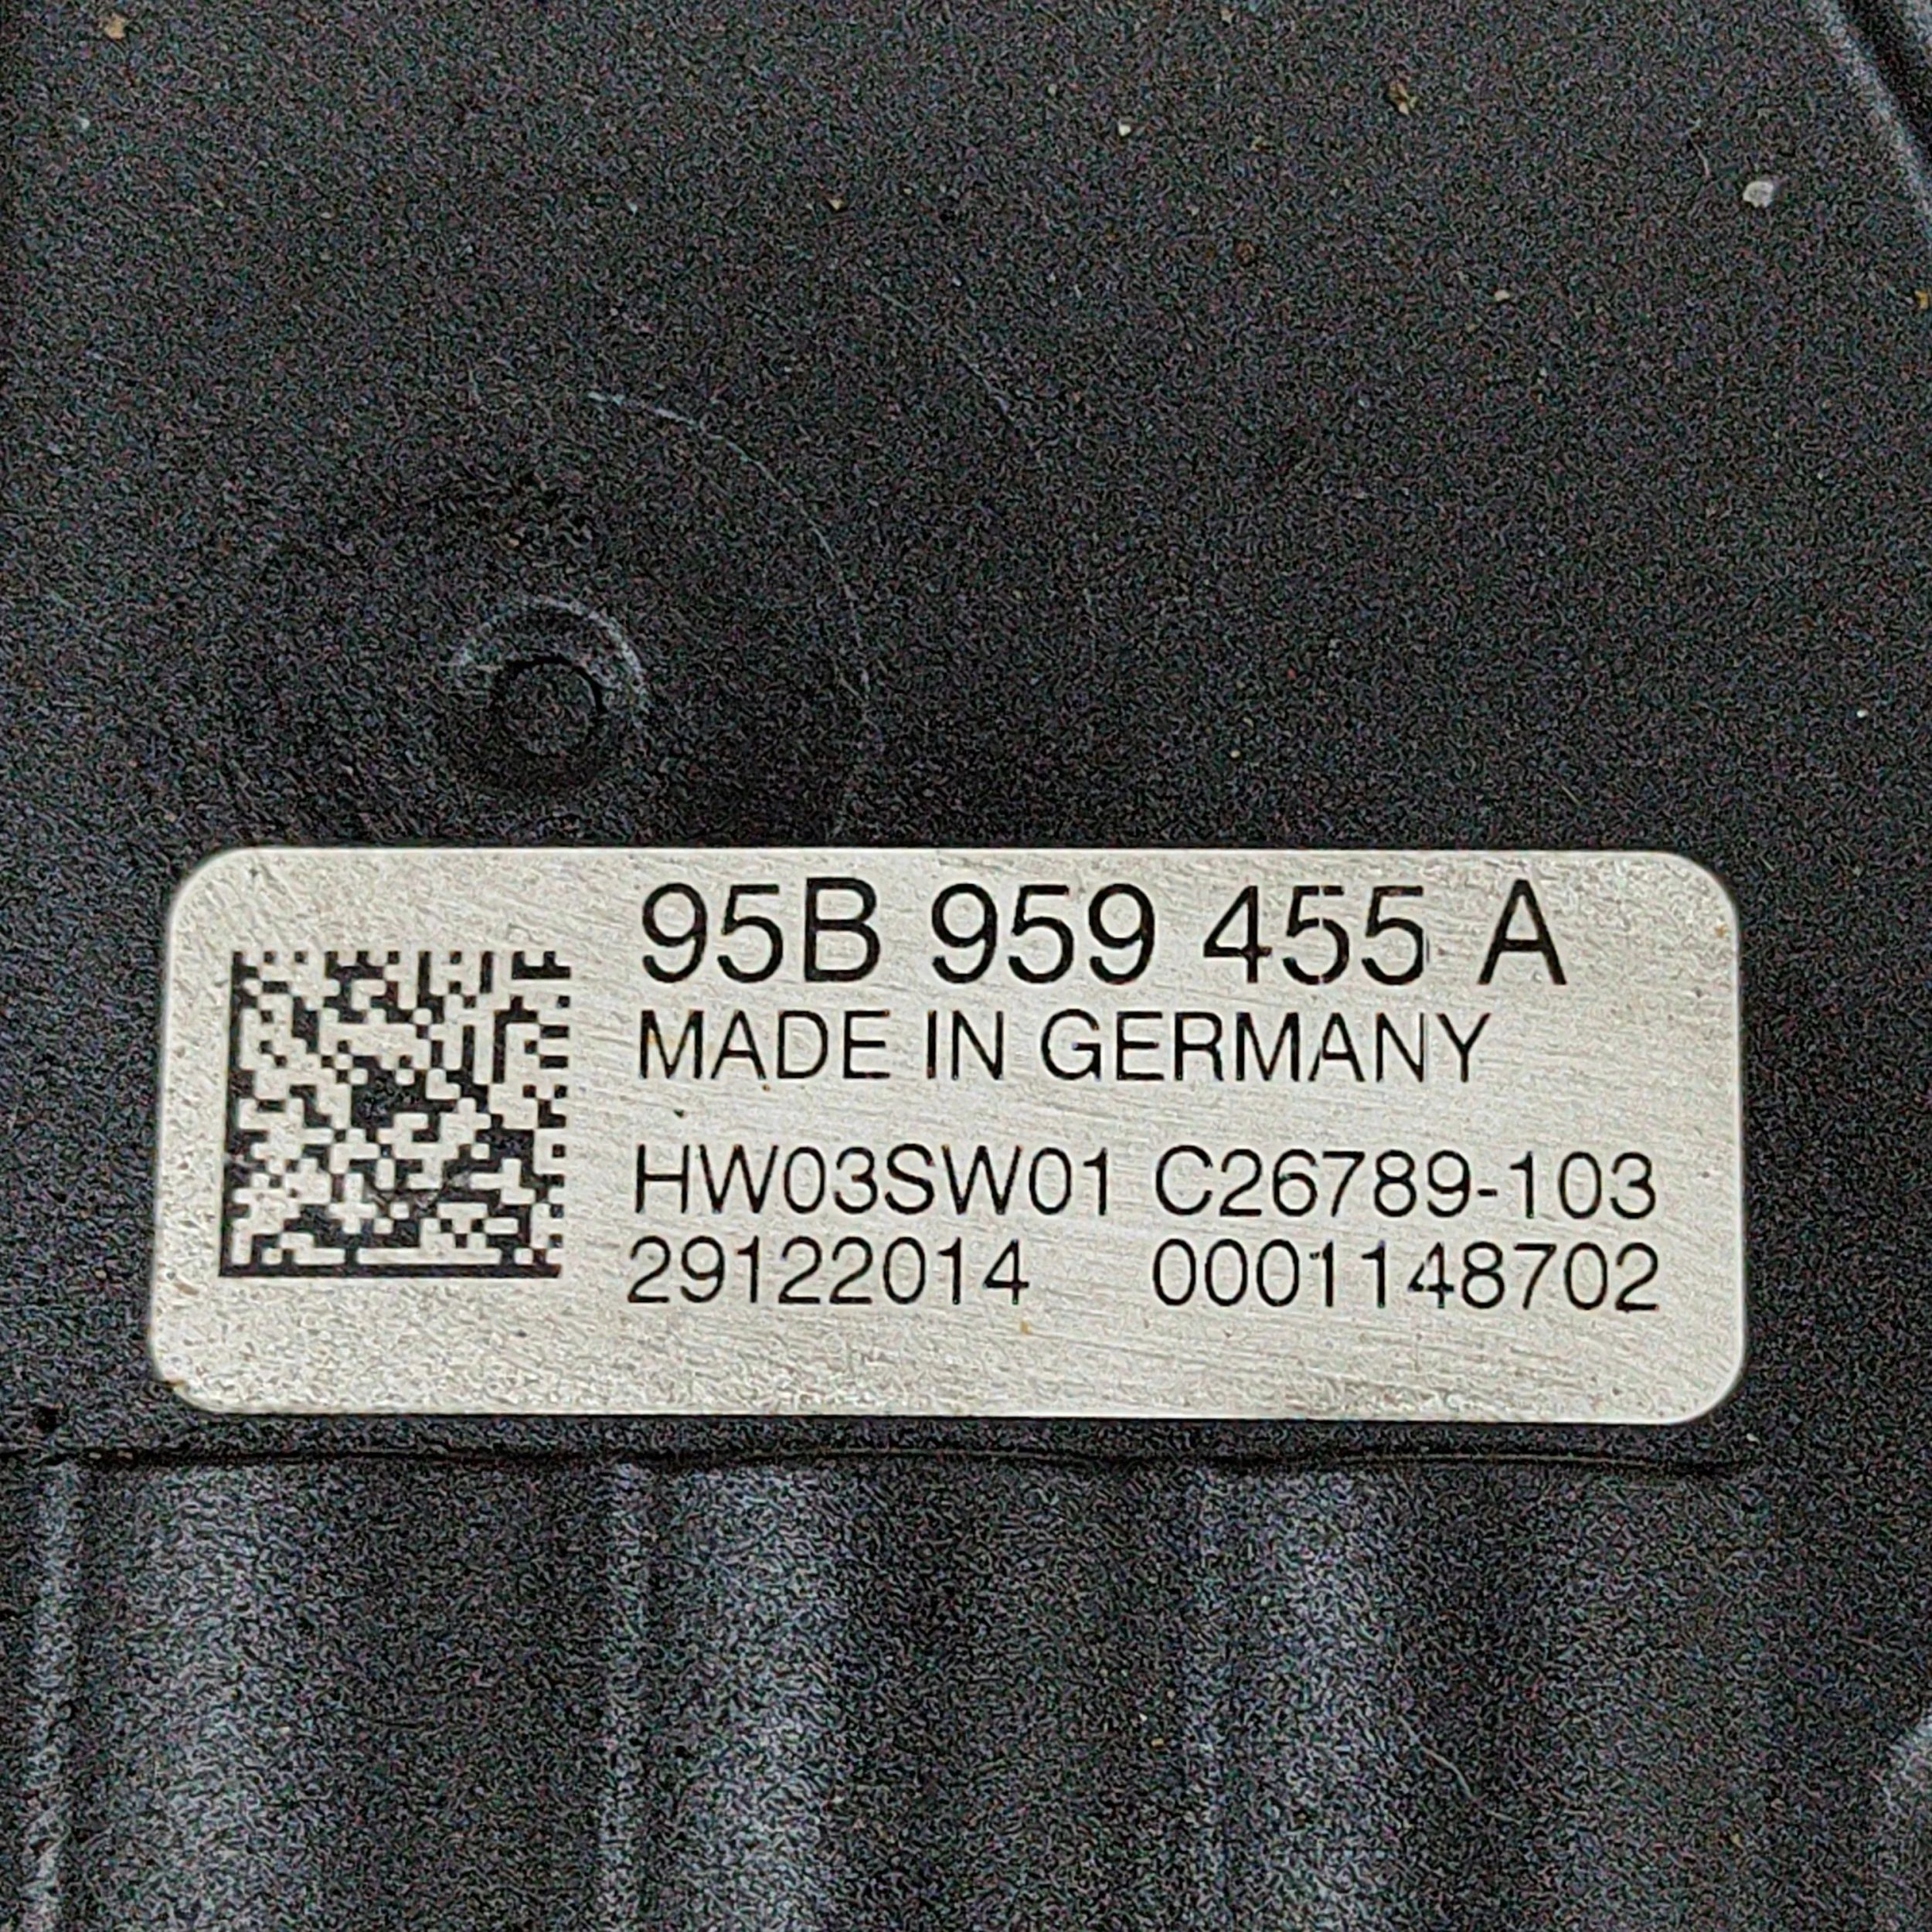 95B 959 455 A
MADE IN GERMANY
HW03SW01 C26789-103
29122014 0001148702